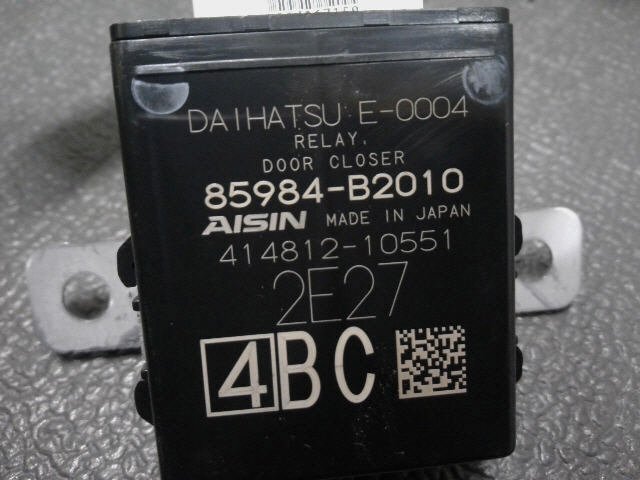 DAIHATSU E-0004
RELAY,
DOOR CLOSER
85984-B2010
AISIN MADE IN JAPAN
414812-10551
2E27
4BC